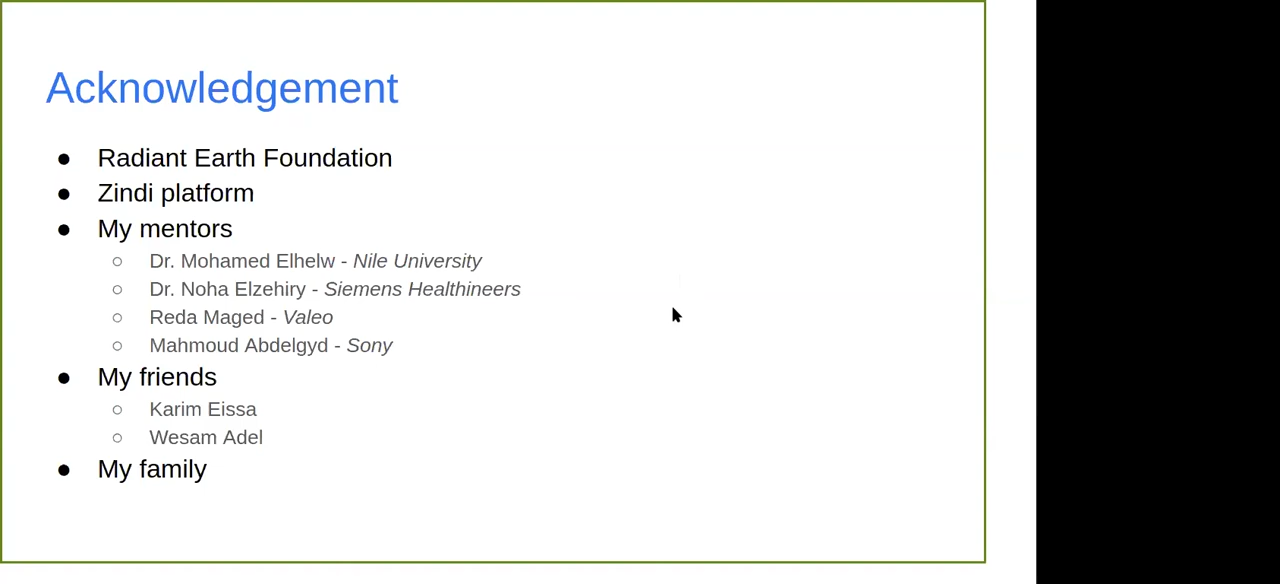 Acknowledgement
● Radiant Earth Foundation
● Zindi platform
● My mentors
○ Dr. Mohamed Elhelw - Nile University
○ Dr. Noha Elzehiry - Siemens Healthineers
○ Reda Maged - Valeo
○ Mahmoud Abdelgyd - Sony
● My friends
○ Karim Eissa
○ Wesam Adel
● My family